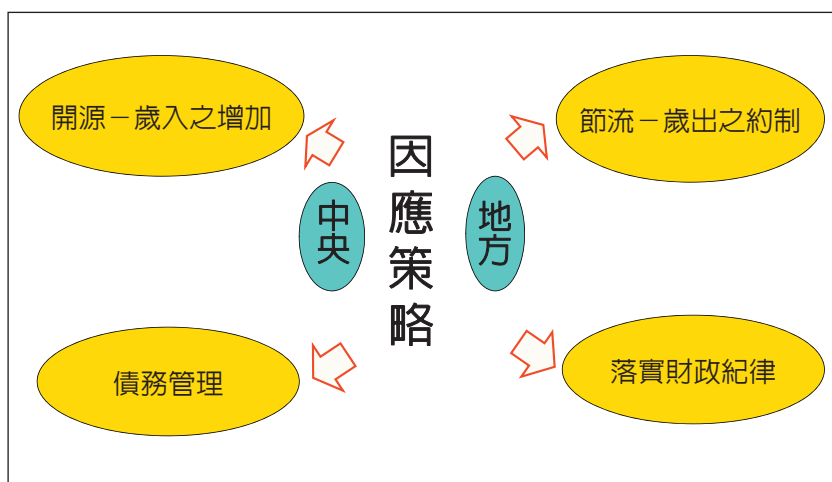 開源－歲入之增加
節流－歲出之約制
因應策略
中央
地方
債務管理
落實財政紀律